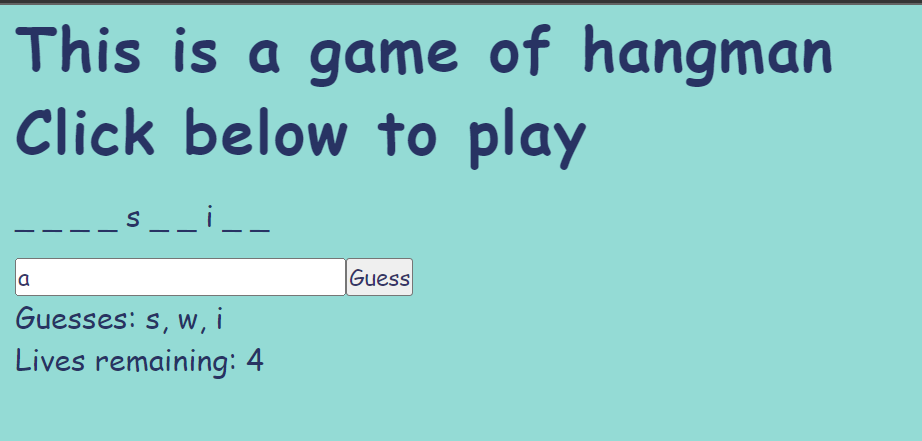 This is a game of hangman
Click below to play
_ _ _ _ s _ _ i _ _
a Guess
Guesses: s, w, i
Lives remaining: 4